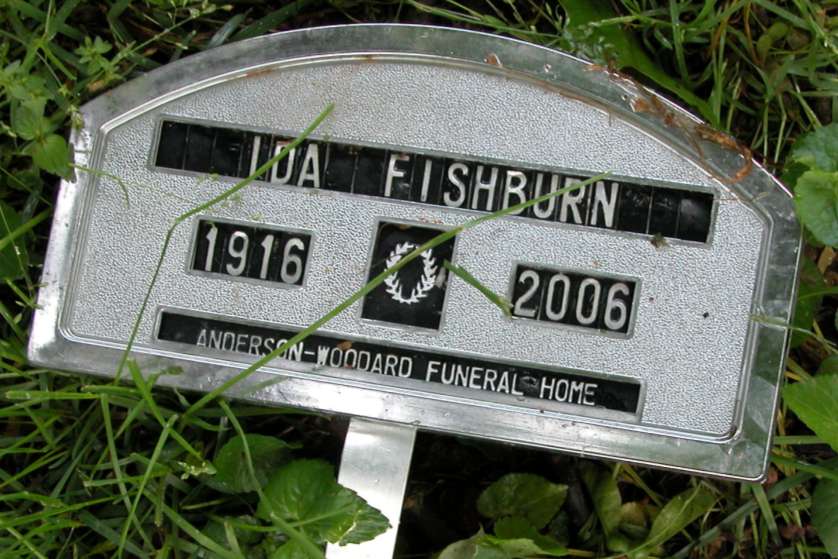 IDA FISHBURN
1916 2006
ANDERSON-WOODARD FUNERAL HOME